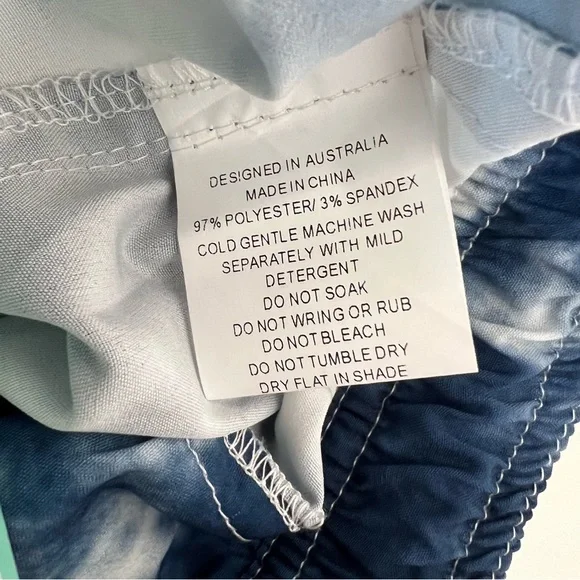 DESIGNED IN AUSTRALIA
MADE IN CHINA
97% POLYESTER/ 3% SPANDEX
COLD GENTLE MACHINE WASH
SEPARATELY WITH MILD
DETERGENT
DO NOT SOAK
DO NOT WRING OR RUB
DO NOT BLEACH
DO NOT TUMBLE DRY
DRY FLAT IN SHADE